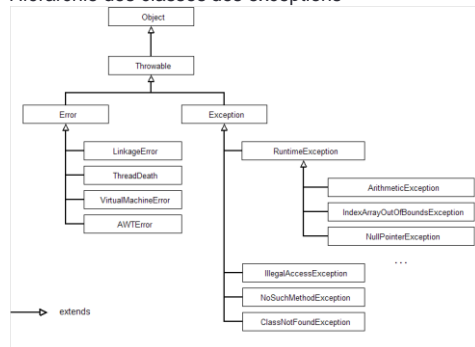 Hiérarchie des classes des exceptions
Object
Throwable
Error
Exception
LinkageError
RuntimeException
ThreadDeath
ArithmeticException
VirtualMachineError
IndexArrayOutOfBoundsException
AWTError
NullPointerException
...
IllegalAccessException
NoSuchMethodException
extends
ClassNotFoundException